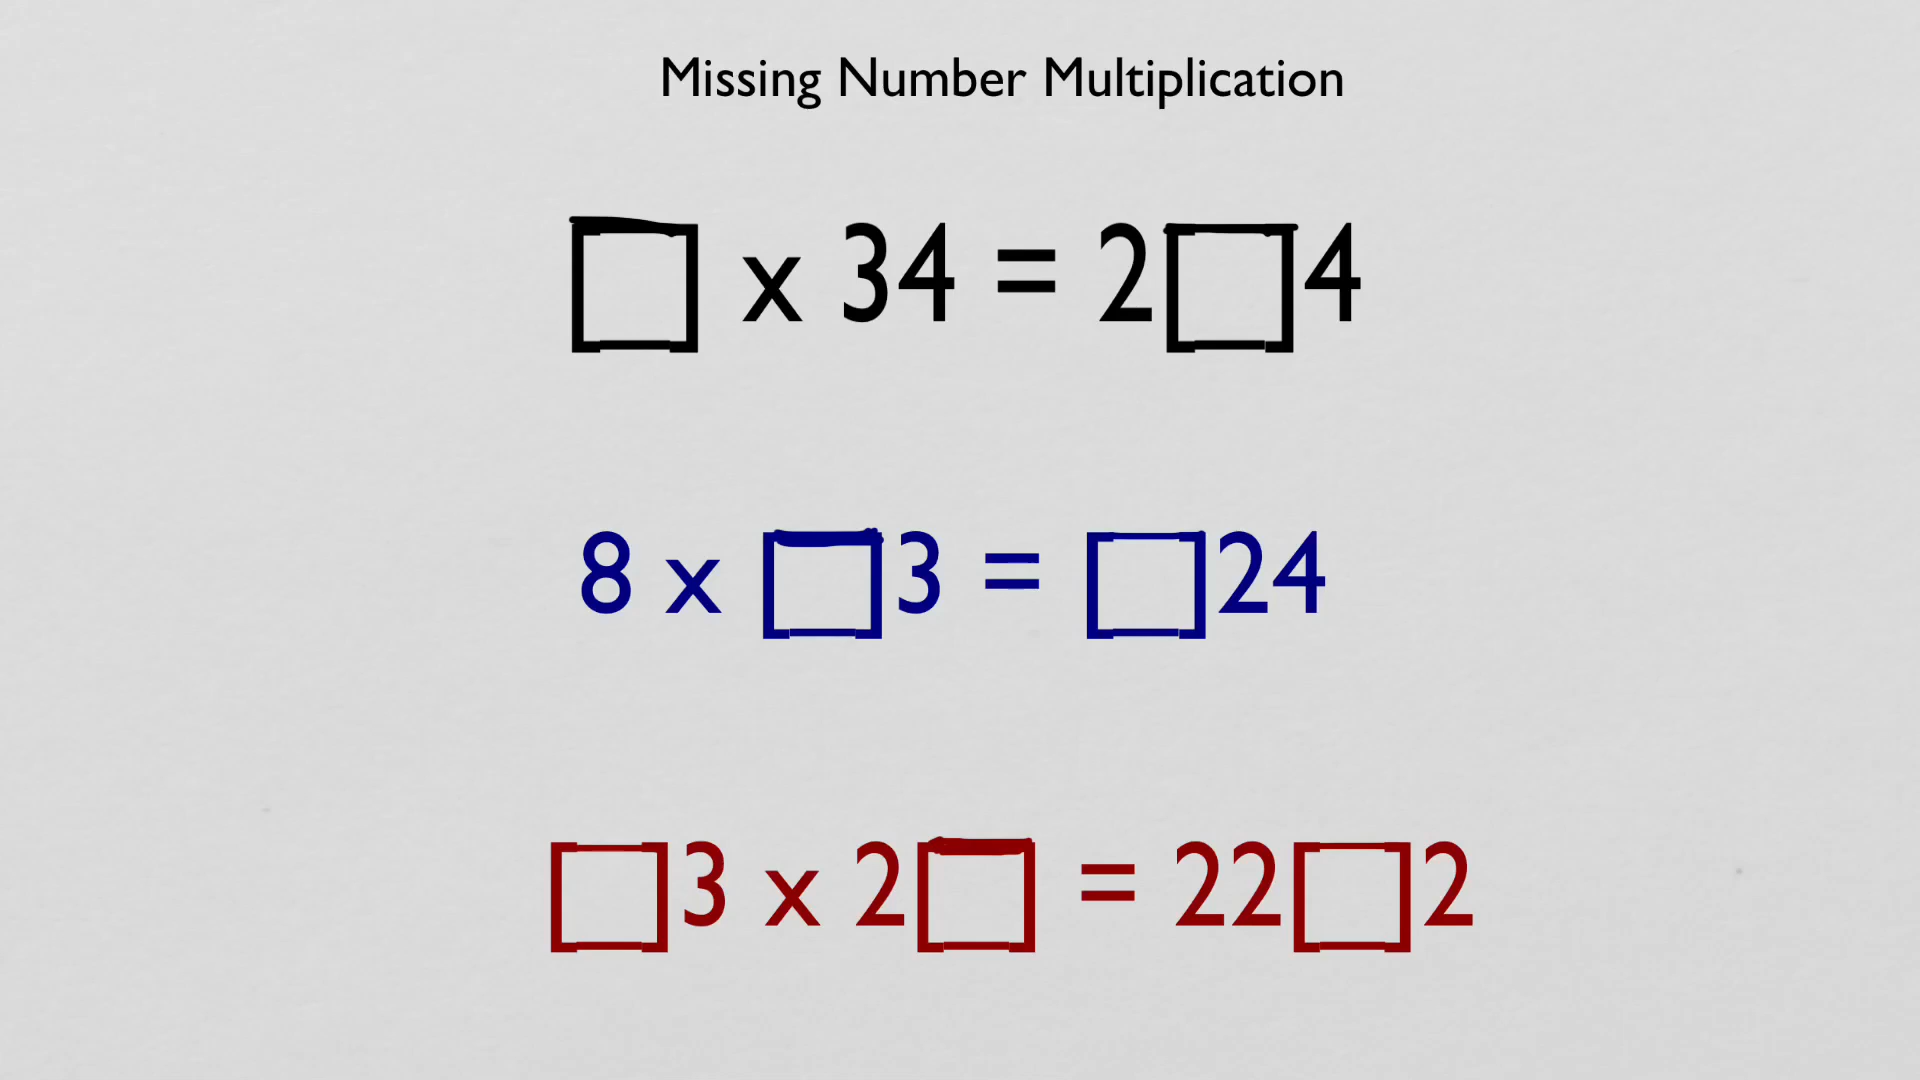 Missing Number Multiplication
□ x 34 = 2□4
8 x □3 = □24
□3 x 2□ = 22□2